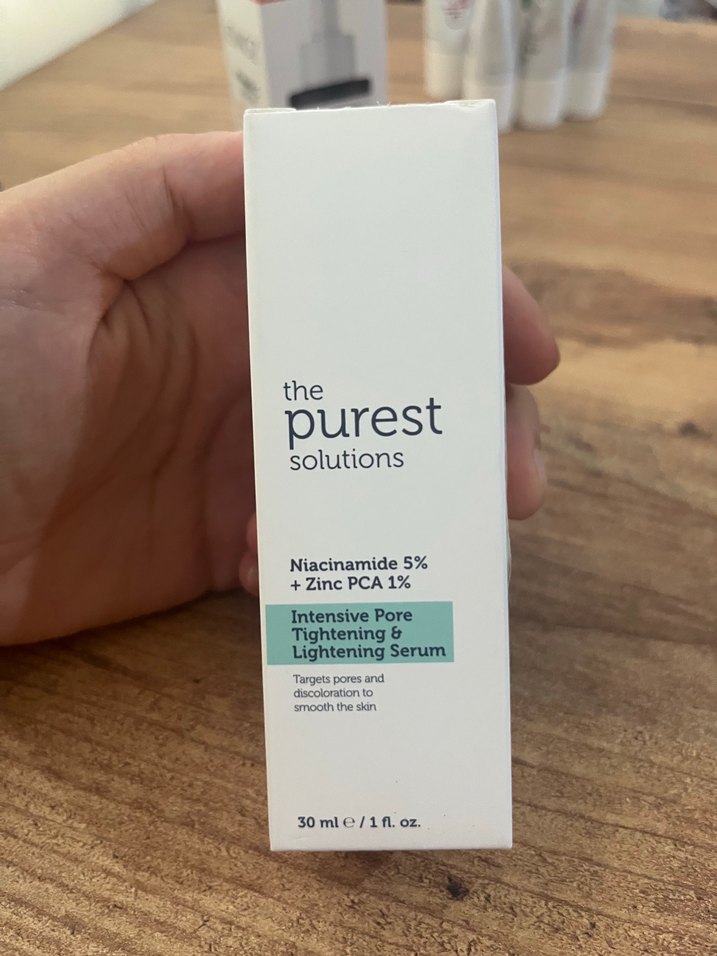 the
purest
solutions
Niacinamide 5%
+ Zinc PCA 1%
Intensive Pore
Tightening &
Lightening Serum
Targets pores and
discoloration to
smooth the skin
30 ml ℮ / 1 fl. oz.